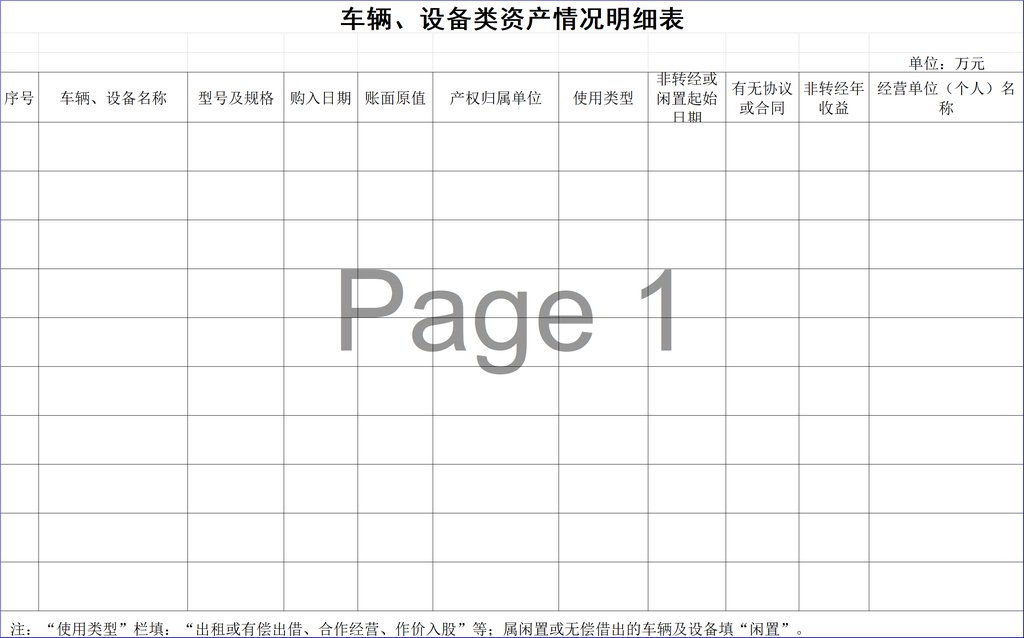 车辆、设备类资产情况明细表
单位：万元
序号 车辆、设备名称 型号及规格 购入日期 账面原值 产权归属单位 使用类型 非转经或闲置起始日期 有无协议或合同 非转经年收益 经营单位（个人）名称
Page 1
注：“使用类型”栏填：“出租或有偿出借、合作经营、作价入股”等；属闲置或无偿借出的车辆及设备填“闲置”。